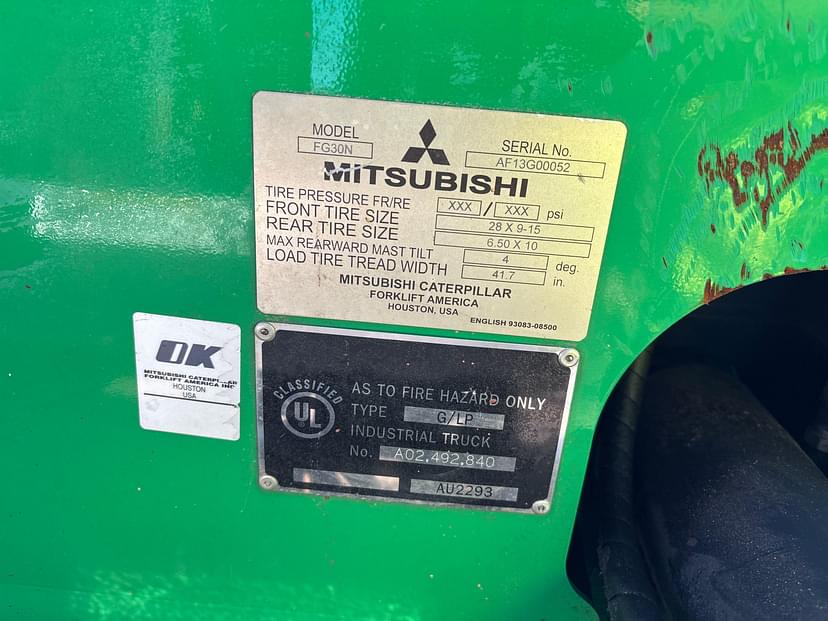 MODEL
FG30N
SERIAL No.
AF13G00052
MITSUBISHI
TIRE PRESSURE FR/RE XXX / XXX psi
FRONT TIRE SIZE 28 X 9-15
REAR TIRE SIZE 6.50 X 10
MAX REARWARD MAST TILT 4 deg.
LOAD TIRE TREAD WIDTH 41.7 in.
MITSUBISHI CATERPILLAR
FORKLIFT AMERICA
HOUSTON, USA
ENGLISH 93083-08500
OK
MITSUBISHI CATERPILLAR
FORKLIFT AMERICA INC
HOUSTON
USA
CLASSIFIED
UL
AS TO FIRE HAZARD ONLY
TYPE G/LP
INDUSTRIAL TRUCK
No. A02,492,840
AU2293